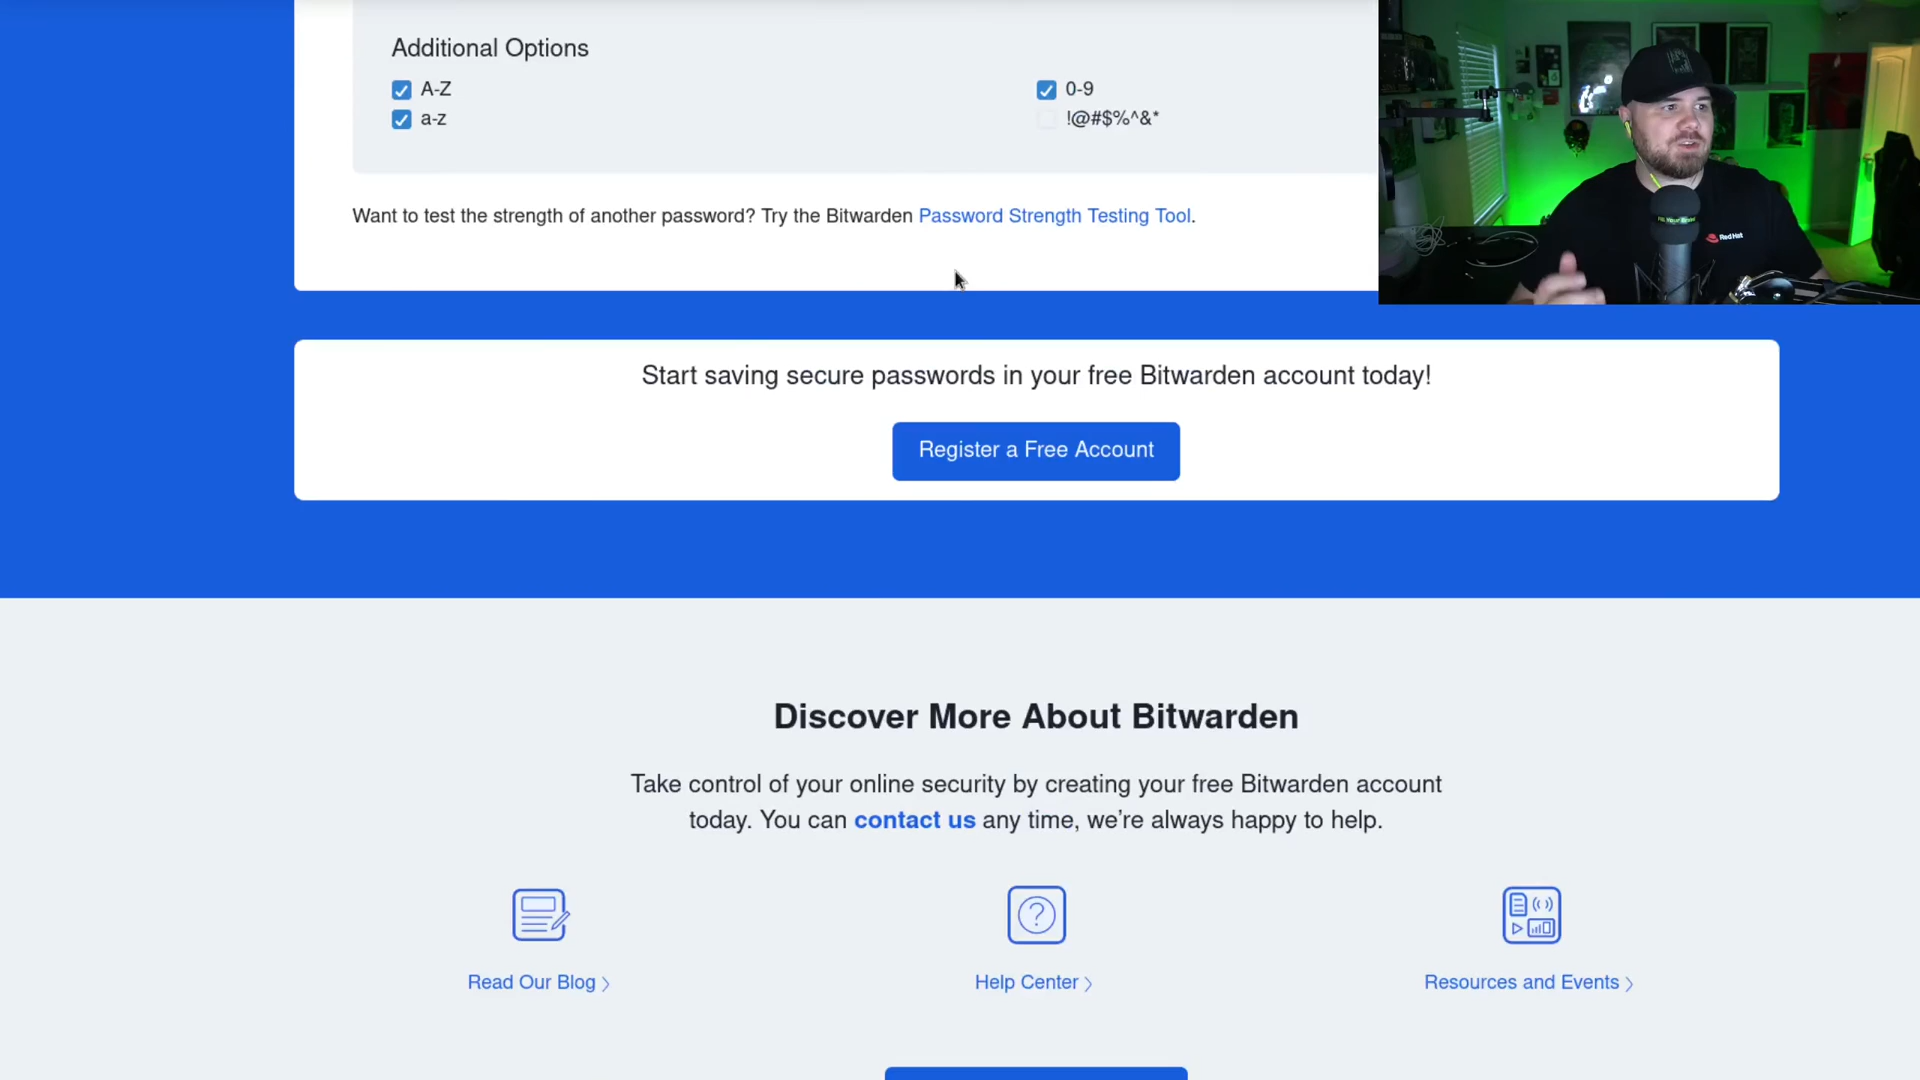 Additional Options
A-Z
0-9
a-z
!@#$%^&*
Want to test the strength of another password? Try the Bitwarden Password Strength Testing Tool.
Red Hat
Start saving secure passwords in your free Bitwarden account today!
Register a Free Account
Discover More About Bitwarden
Take control of your online security by creating your free Bitwarden account
today. You can contact us any time, we’re always happy to help.
Read Our Blog
Help Center
Resources and Events